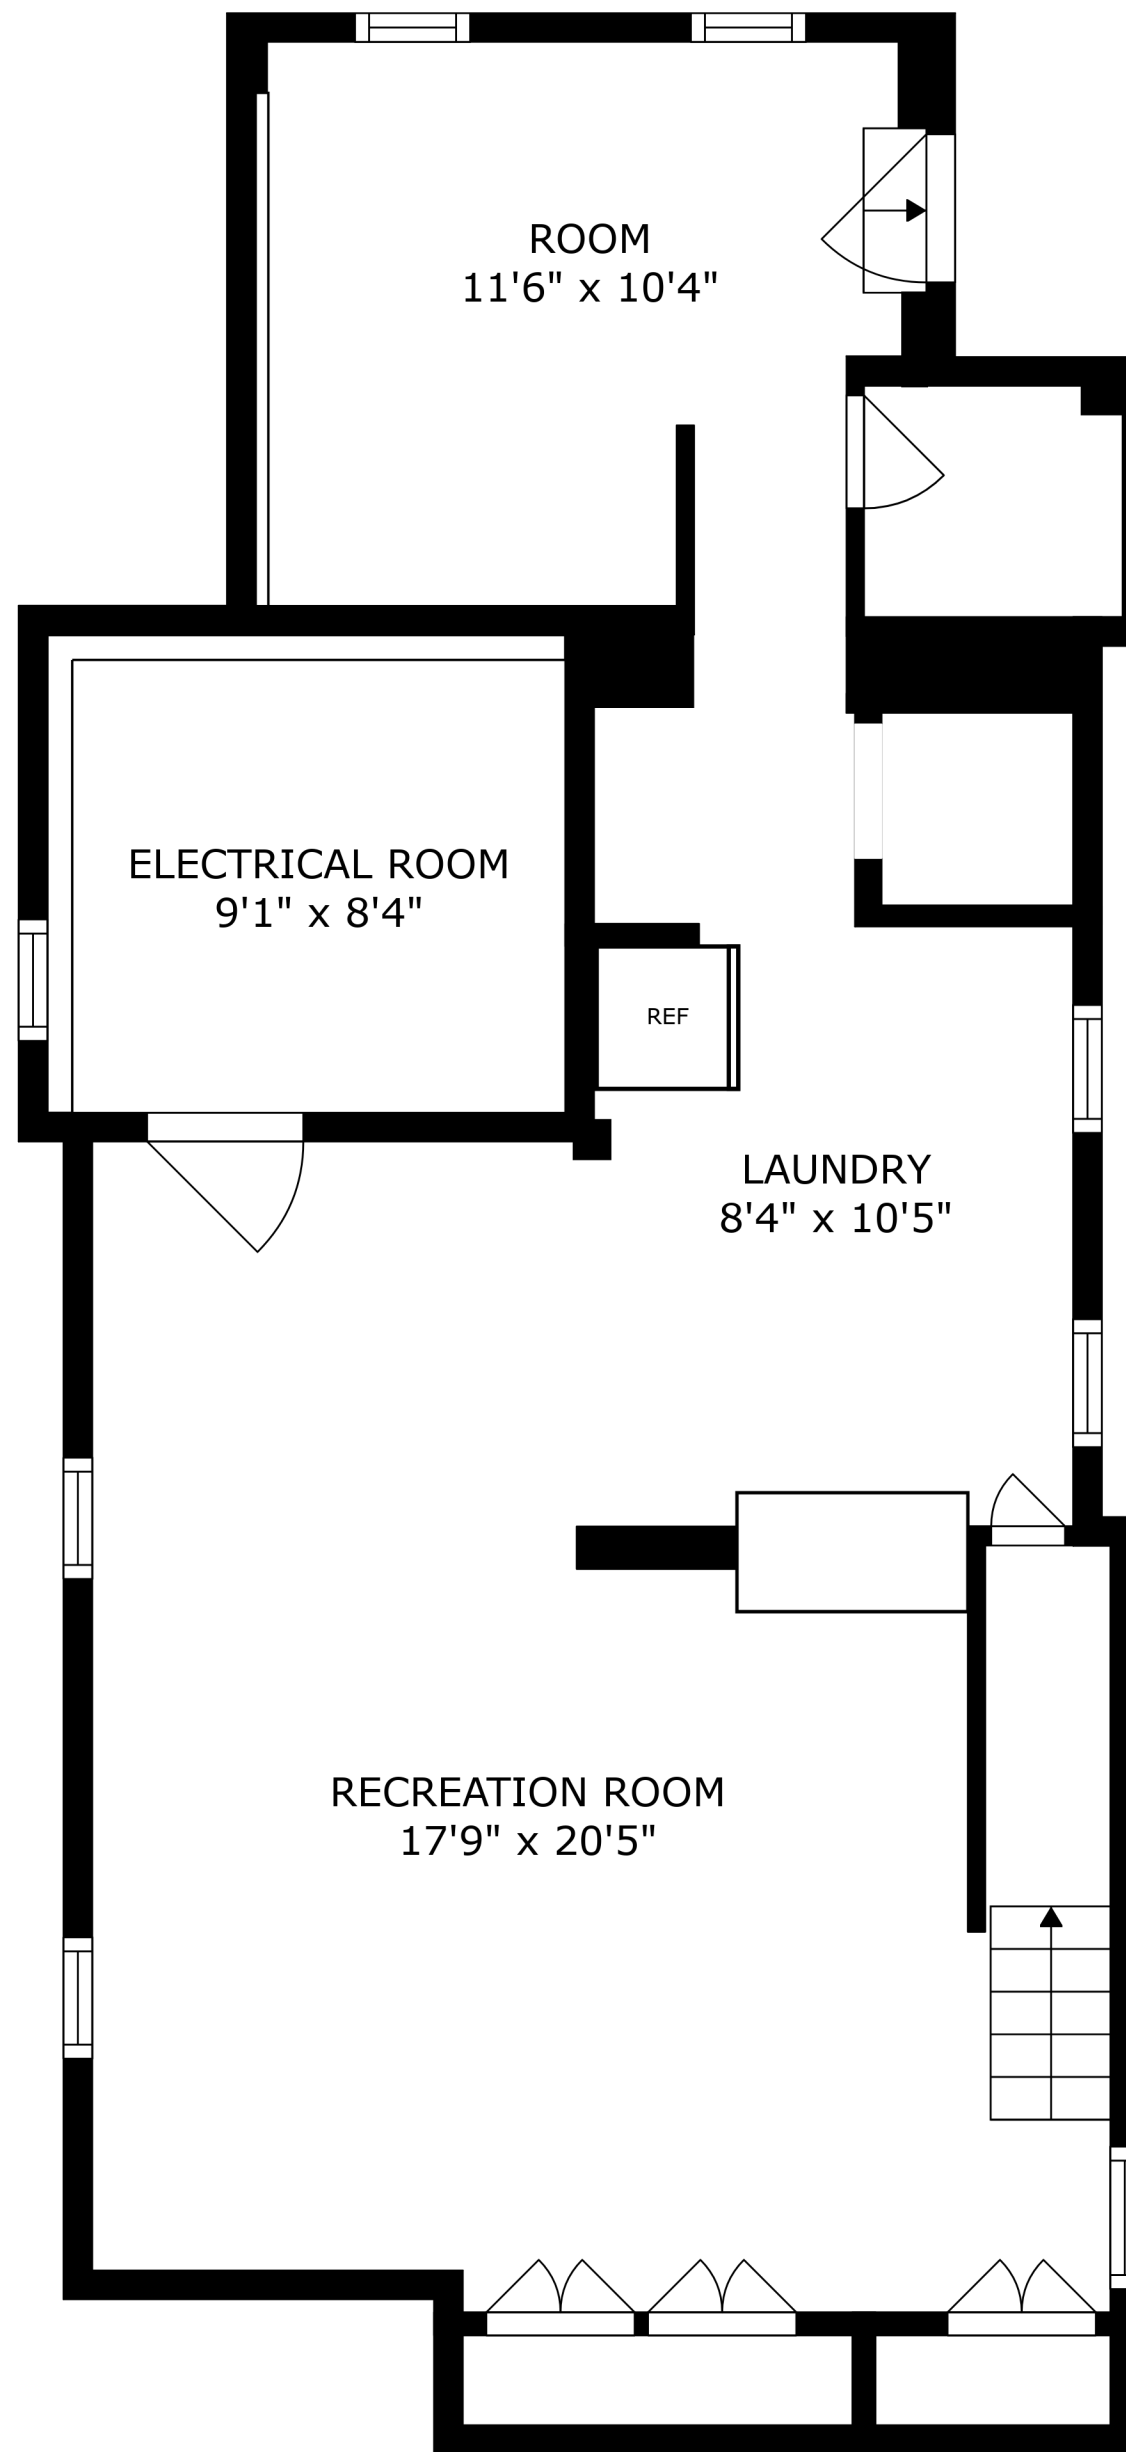 ROOM
11'6" x 10'4"
ELECTRICAL ROOM
9'1" x 8'4"
REF
LAUNDRY
8'4" x 10'5"
RECREATION ROOM
17'9" x 20'5"